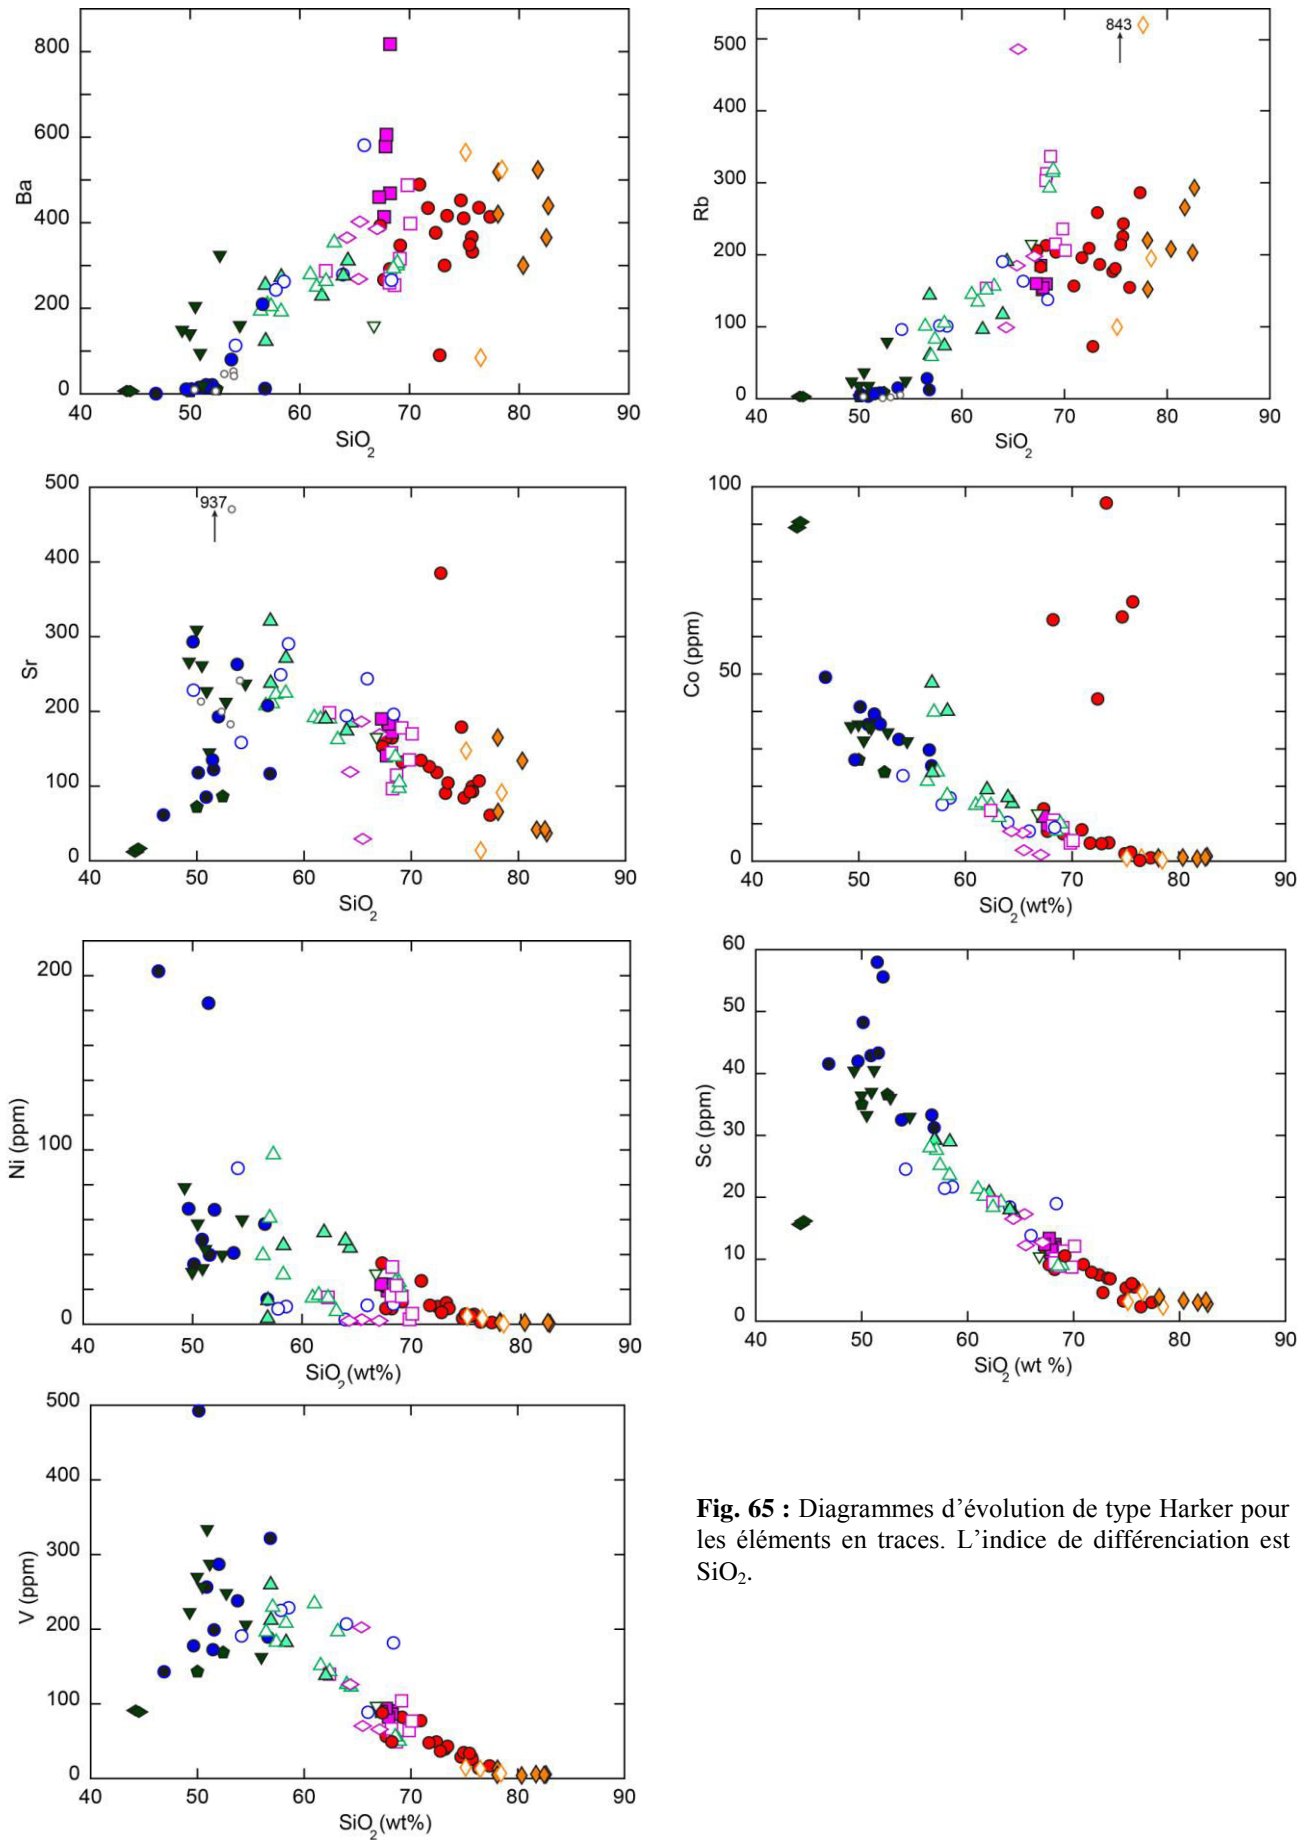 800
600
400
200
0
Ba
40 50 60 70 80 90
SiO2
843
500
400
300
200
100
0
Rb
40 50 60 70 80 90
SiO2
500
400
300
200
100
0
Sr
937
40 50 60 70 80 90
SiO2
100
50
0
Co (ppm)
40 50 60 70 80 90
SiO2 (wt%)
200
100
0
Ni (ppm)
40 50 60 70 80 90
SiO2 (wt%)
60
50
40
30
20
10
0
Sc (ppm)
40 50 60 70 80 90
SiO2 (wt %)
500
400
300
200
100
0
V (ppm)
40 50 60 70 80 90
SiO2 (wt%)
Fig. 65 : Diagrammes d’évolution de type Harker pour
les éléments en traces. L’indice de différenciation est
SiO2.